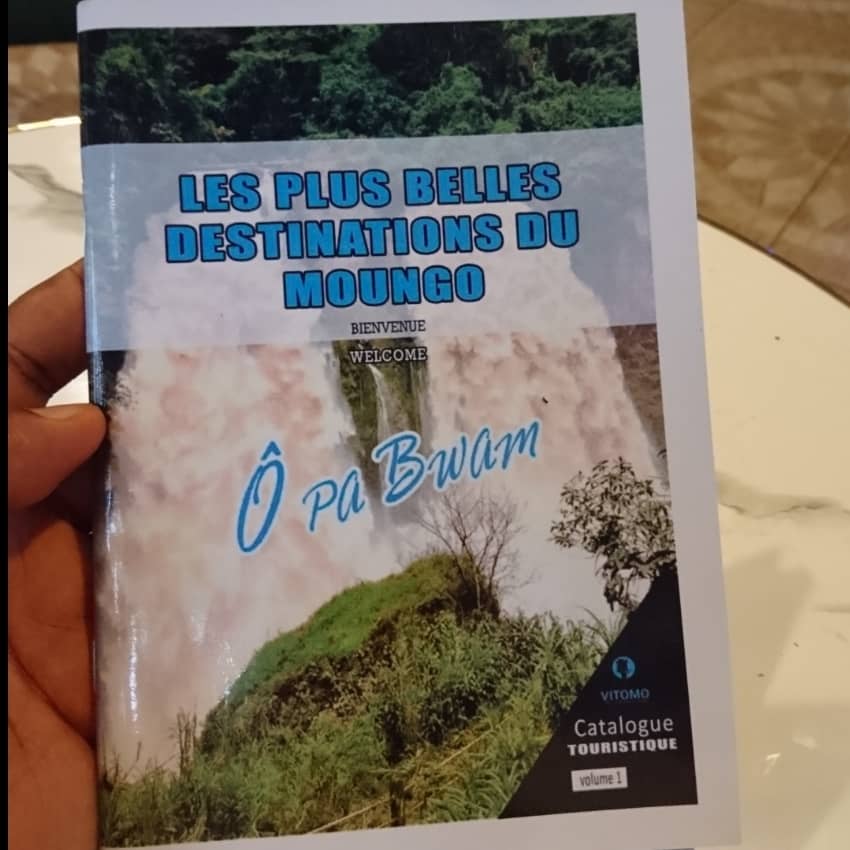 LES PLUS BELLES
DESTINATIONS DU
MOUNGO
BIENVENUE
WELCOME
Ô PA BWAM
VITOMO
Catalogue
TOURISTIQUE
volume 1